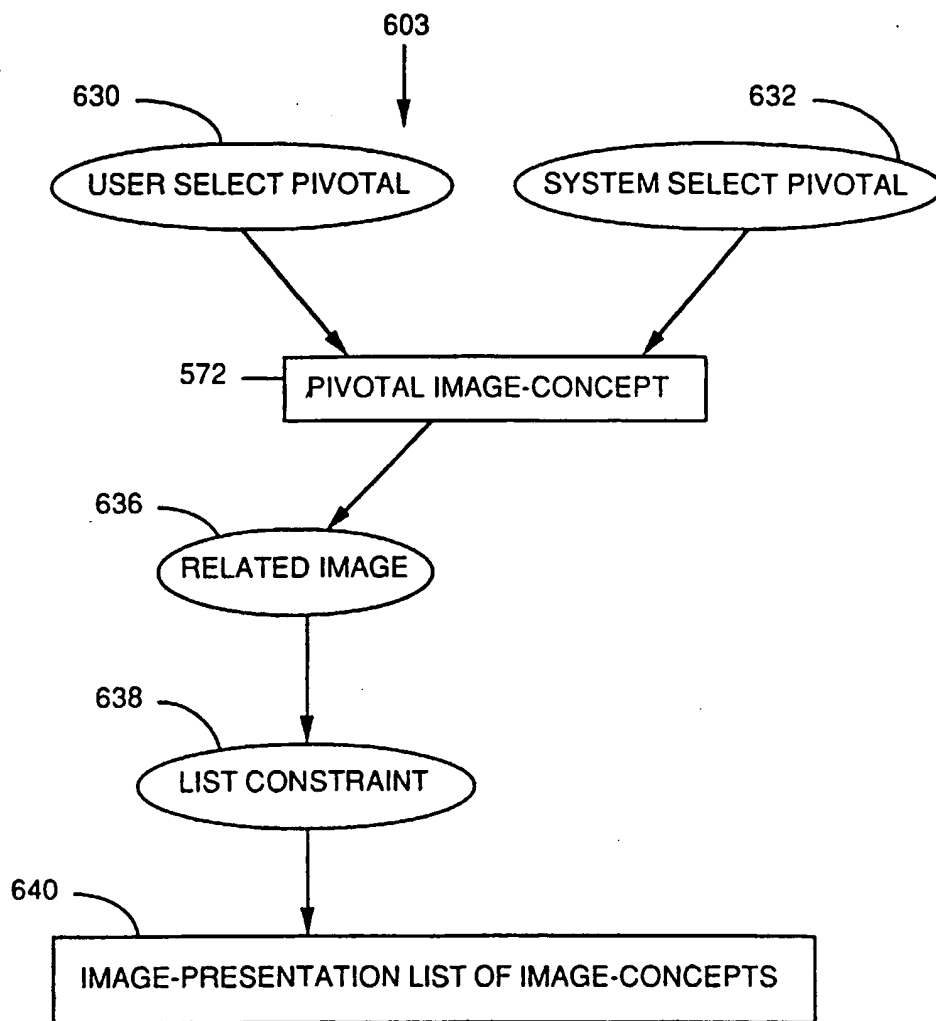 603
630
632
USER SELECT PIVOTAL
SYSTEM SELECT PIVOTAL
572
PIVOTAL IMAGE-CONCEPT
636
RELATED IMAGE
638
LIST CONSTRAINT
640
IMAGE-PRESENTATION LIST OF IMAGE-CONCEPTS